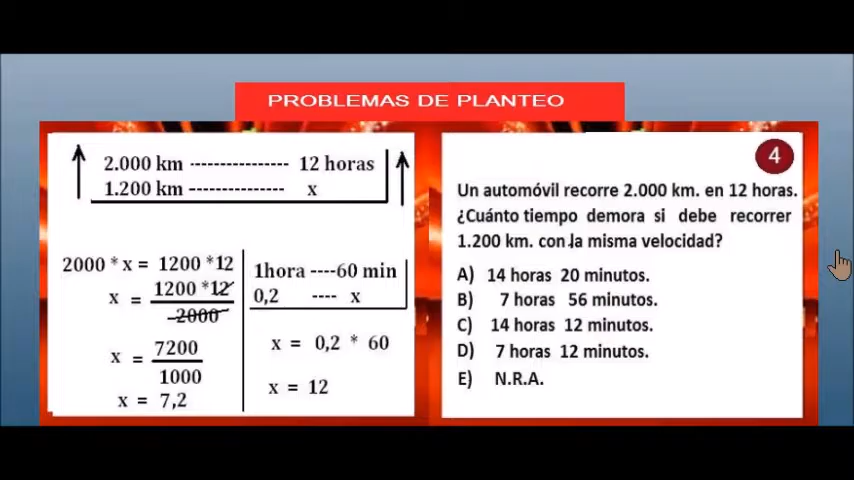 PROBLEMAS DE PLANTEO
2.000 km ---------------- 12 horas
1.200 km --------------- x
2000 * x = 1200 *12
x = 1200 *12
2000
x = 7200
1000
x = 7,2
1hora ----60 min
0,2 ---- x
x = 0,2 * 60
x = 12
4
Un automóvil recorre 2.000 km. en 12 horas.
¿Cuánto tiempo demora si debe recorrer
1.200 km. con la misma velocidad?
A) 14 horas 20 minutos.
B) 7 horas 56 minutos.
C) 14 horas 12 minutos.
D) 7 horas 12 minutos.
E) N.R.A.